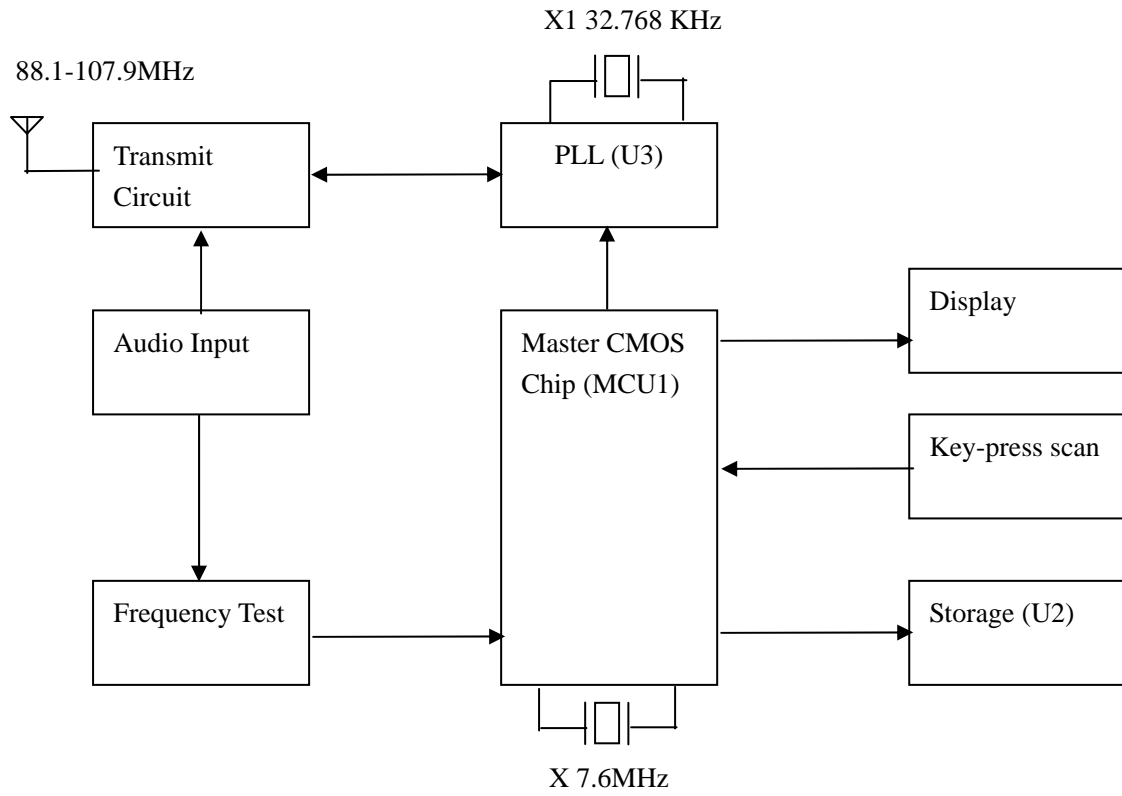 X1 32.768 KHz
88.1-107.9MHz
Transmit
Circuit
PLL (U3)
Audio Input
Master CMOS
Chip (MCU1)
Display
Key-press scan
Frequency Test
Storage (U2)
X 7.6MHz